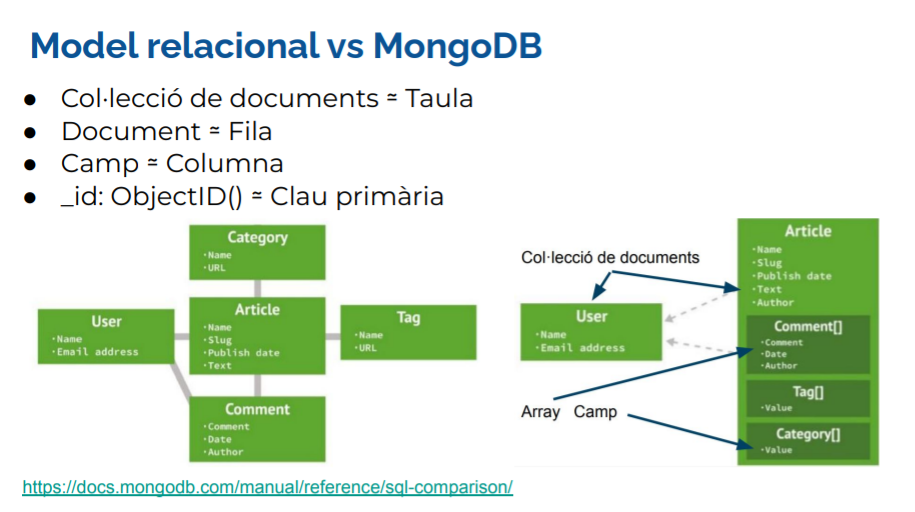 Model relacional vs MongoDB
● Col·lecció de documents ≃ Taula
● Document ≃ Fila
● Camp ≃ Columna
● _id: ObjectID() ≃ Clau primària
Category
·Name
·URL
User
·Name
·Email address
Article
·Name
·Slug
·Publish date
·Text
Tag
·Name
·URL
Comment
·Comment
·Date
·Author
Col·lecció de documents
User
·Name
·Email address
Array Camp
Article
·Name
·Slug
·Publish date
·Text
·Author
Comment[]
·Comment
·Date
·Author
Tag[]
·Value
Category[]
·Value
https://docs.mongodb.com/manual/reference/sql-comparison/